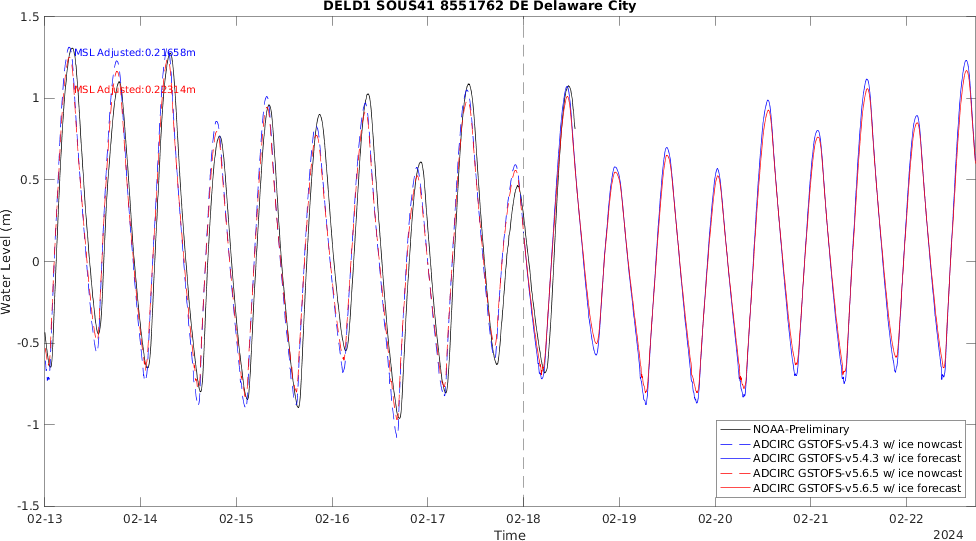 DELD1 SOUS41 8551762 DE Delaware City
1.5
1
0.5
0
-0.5
-1
-1.5
Water Level (m)
MSL Adjusted:0.21658m
MSL Adjusted:0.22314m
NOAA-Preliminary
ADCIRC GSTOFS-v5.4.3 w/ ice nowcast
ADCIRC GSTOFS-v5.4.3 w/ ice forecast
ADCIRC GSTOFS-v5.6.5 w/ ice nowcast
ADCIRC GSTOFS-v5.6.5 w/ ice forecast
02-13 02-14 02-15 02-16 02-17 02-18 02-19 02-20 02-21 02-22
Time
2024